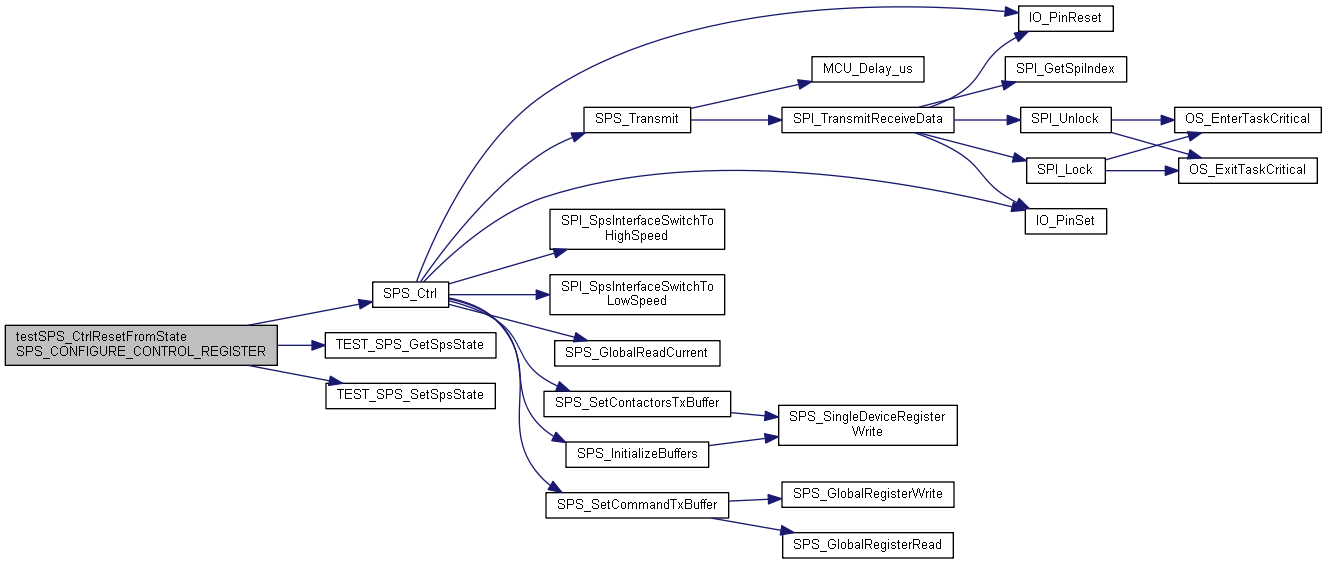 IO_PinReset
MCU_Delay_us
SPI_GetSpiIndex
SPS_Transmit
SPI_TransmitReceiveData
SPI_Unlock
OS_EnterTaskCritical
SPI_Lock
OS_ExitTaskCritical
SPI_SpsInterfaceSwitchTo
HighSpeed
IO_PinSet
SPS_Ctrl
SPI_SpsInterfaceSwitchTo
LowSpeed
testSPS_CtrlResetFromState
SPS_CONFIGURE_CONTROL_REGISTER
TEST_SPS_GetSpsState
SPS_GlobalReadCurrent
TEST_SPS_SetSpsState
SPS_SetContactorsTxBuffer
SPS_SingleDeviceRegister
Write
SPS_InitializeBuffers
SPS_SetCommandTxBuffer
SPS_GlobalRegisterWrite
SPS_GlobalRegisterRead